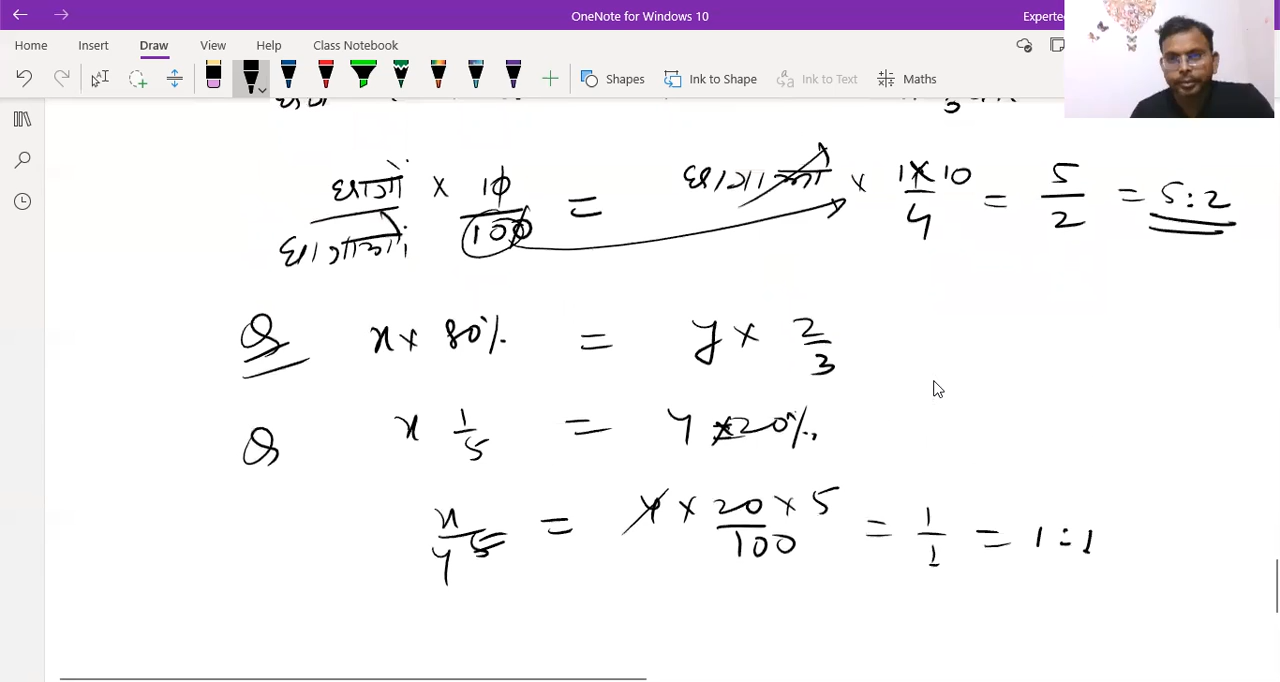 OneNote for Windows 10
Home Insert Draw View Help Class Notebook
Shapes Ink to Shape Ink to Text Maths
× 10/100 = × 1×10/4 = 5/2 = 5:2
Q x × 80% = y × 2/3
Q x 1/5 = y × 20%
x/y 5 = y × 20 × 5/100 = 1/1 = 1:1